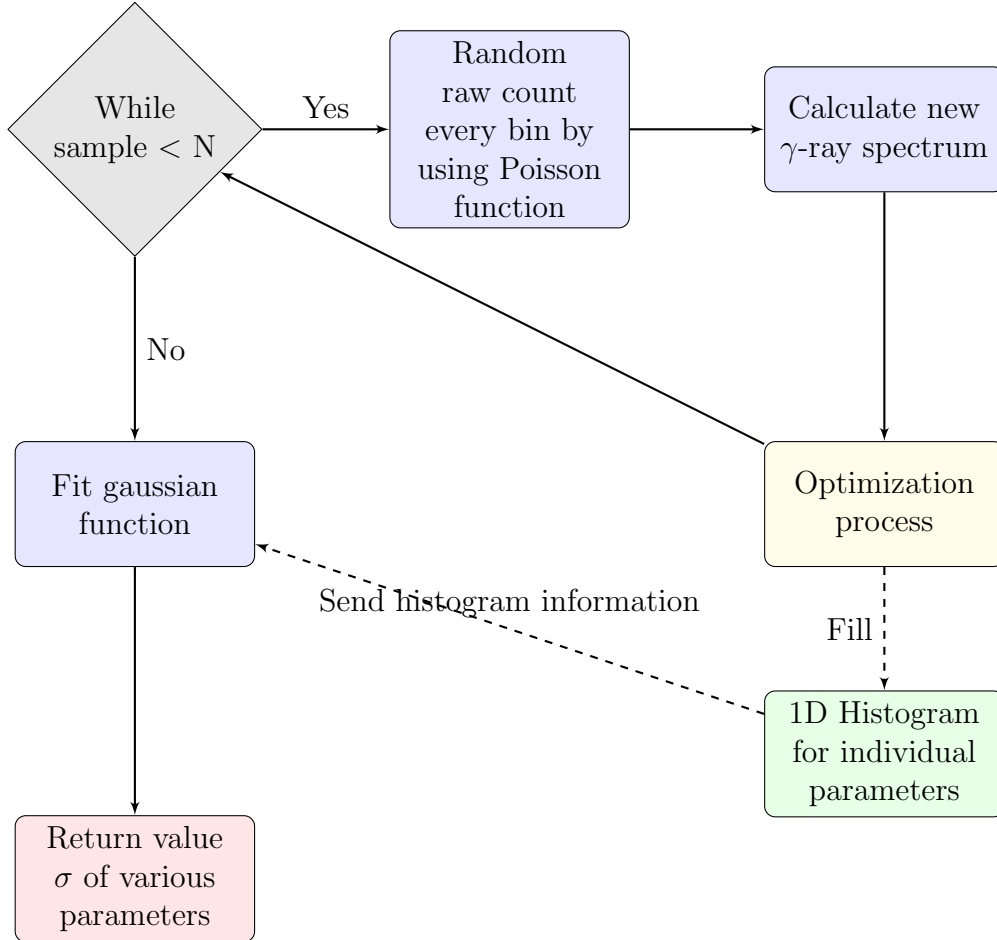 While
sample < N
Yes
Random
raw count
every bin by
using Poisson
function
Calculate new
γ-ray spectrum
No
Fit gaussian
function
Optimization
process
Send histogram information
Fill
1D Histogram
for individual
parameters
Return value
σ of various
parameters